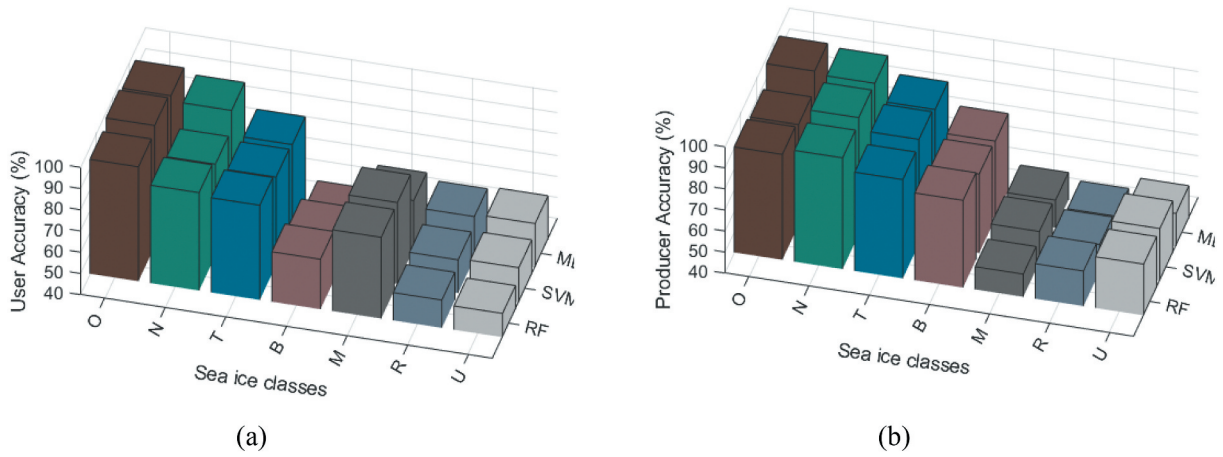 User Accuracy (%)
100
90
80
70
60
50
40
O
N
T
B
M
R
U
Sea ice classes
RF
SVM
ML
(a)
Producer Accuracy (%)
100
90
80
70
60
50
40
O
N
T
B
M
R
U
Sea ice classes
RF
SVM
(b)